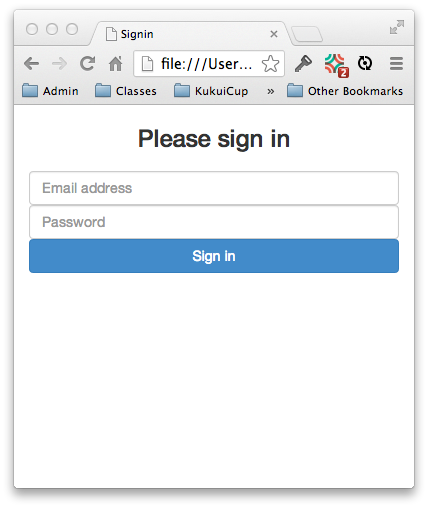 Signin
file:///User...
2
Admin Classes KukuiCup » Other Bookmarks
Please sign in
Email address
Password
Sign in